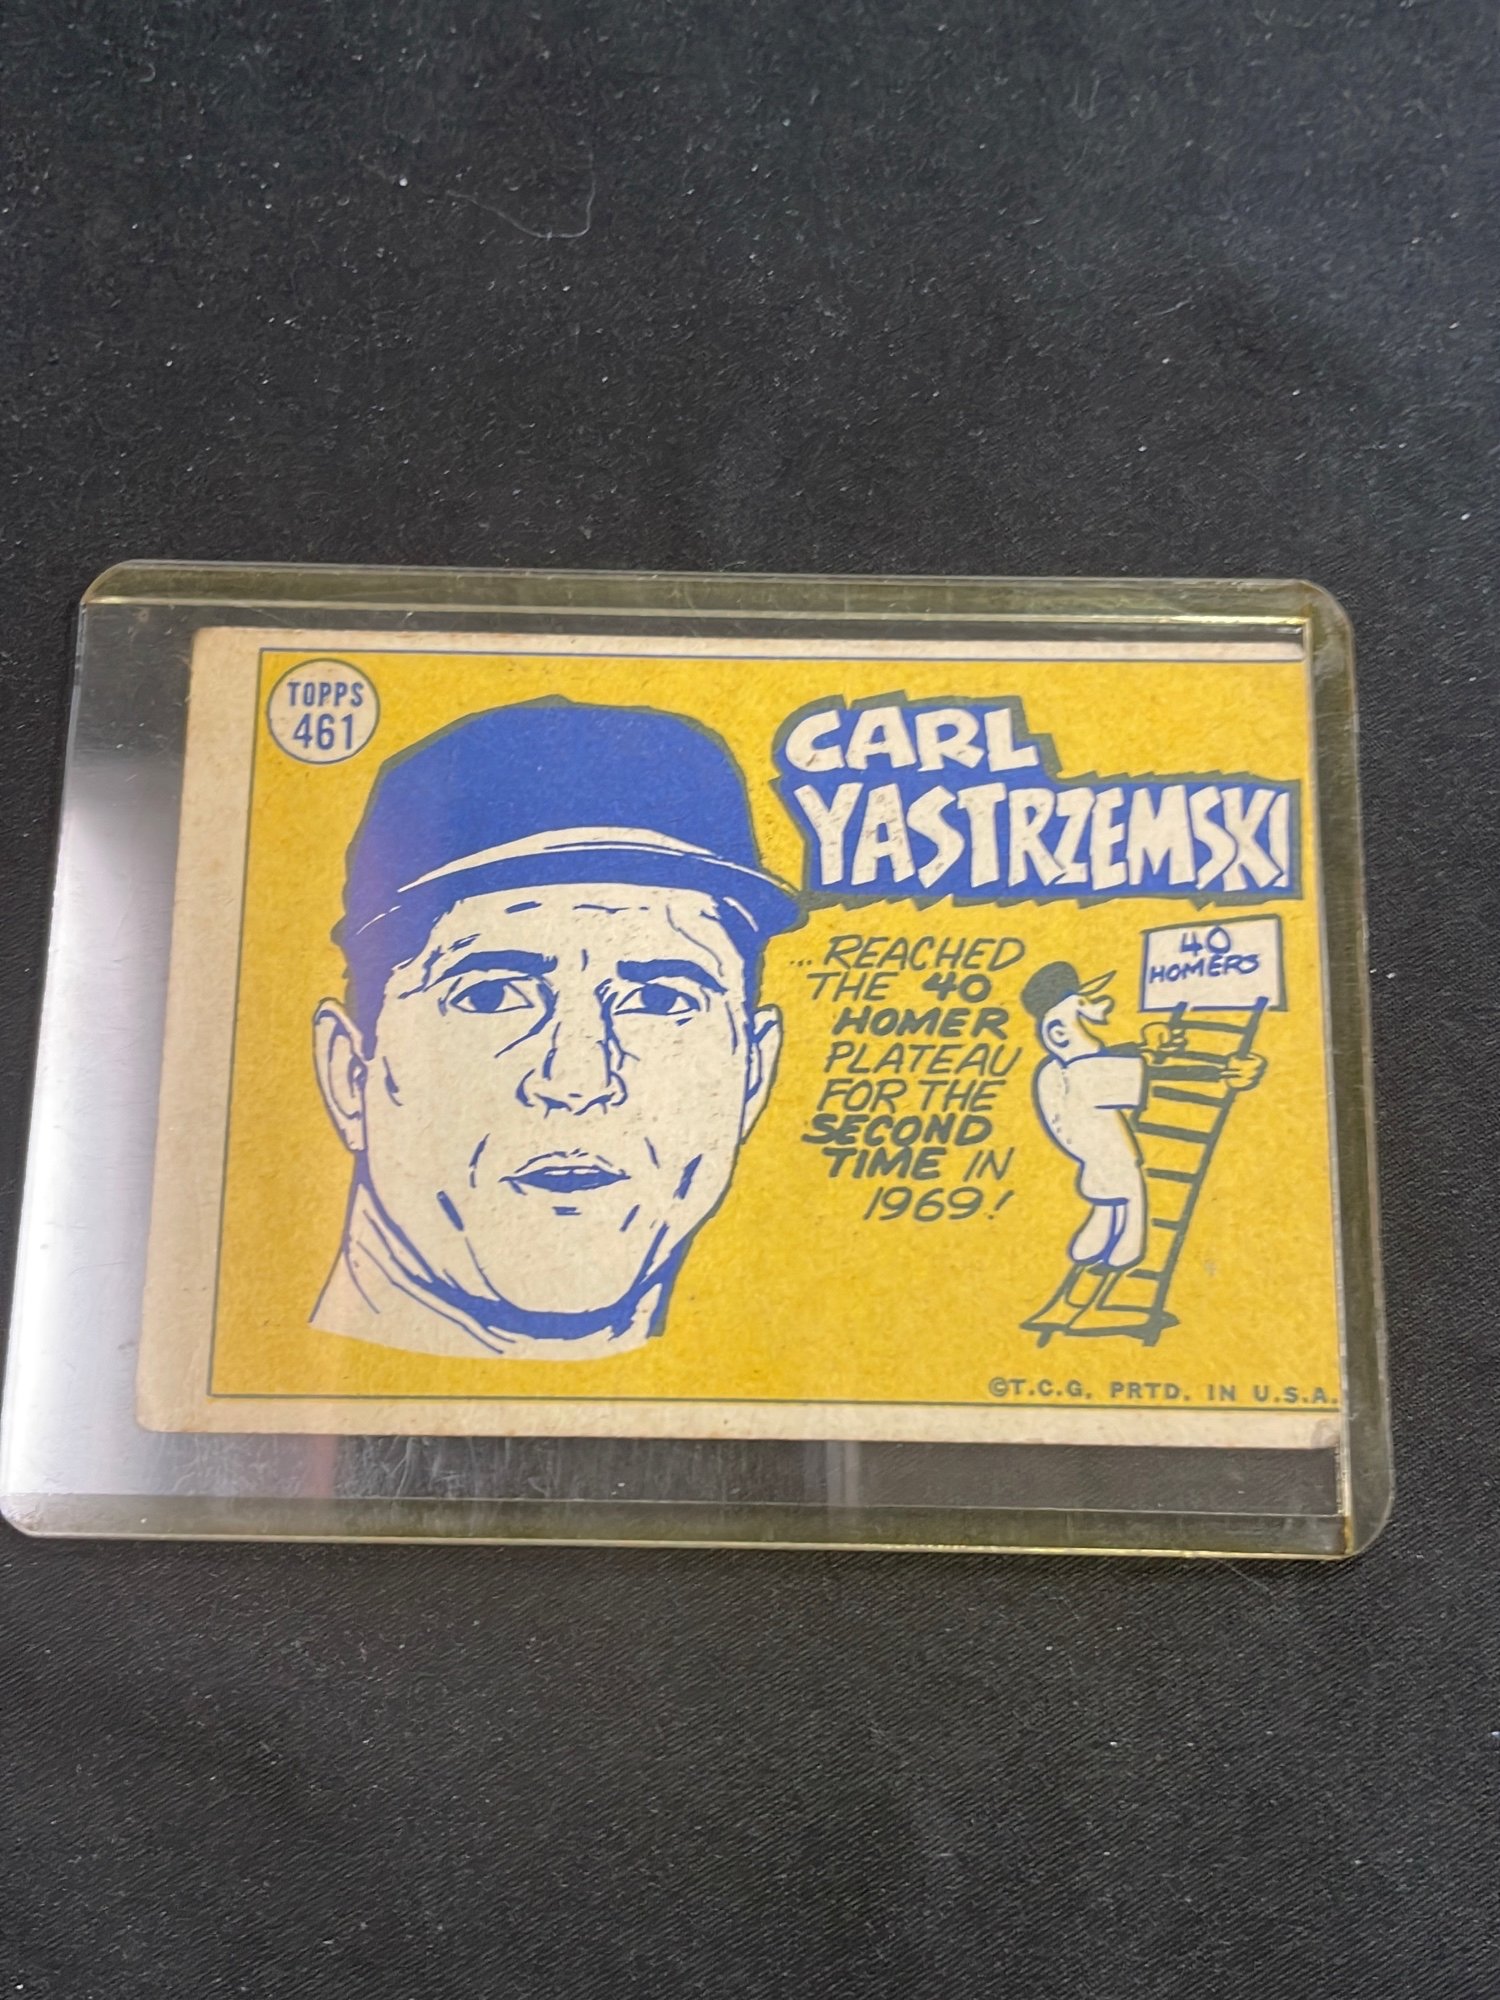 TOPPS
461
CARL
YASTRZEMSKI
...REACHED
THE 40
HOMER
PLATEAU
FOR THE
SECOND
TIME IN
1969!
40
HOMERS
©T.C.G. PRTD. IN U.S.A.